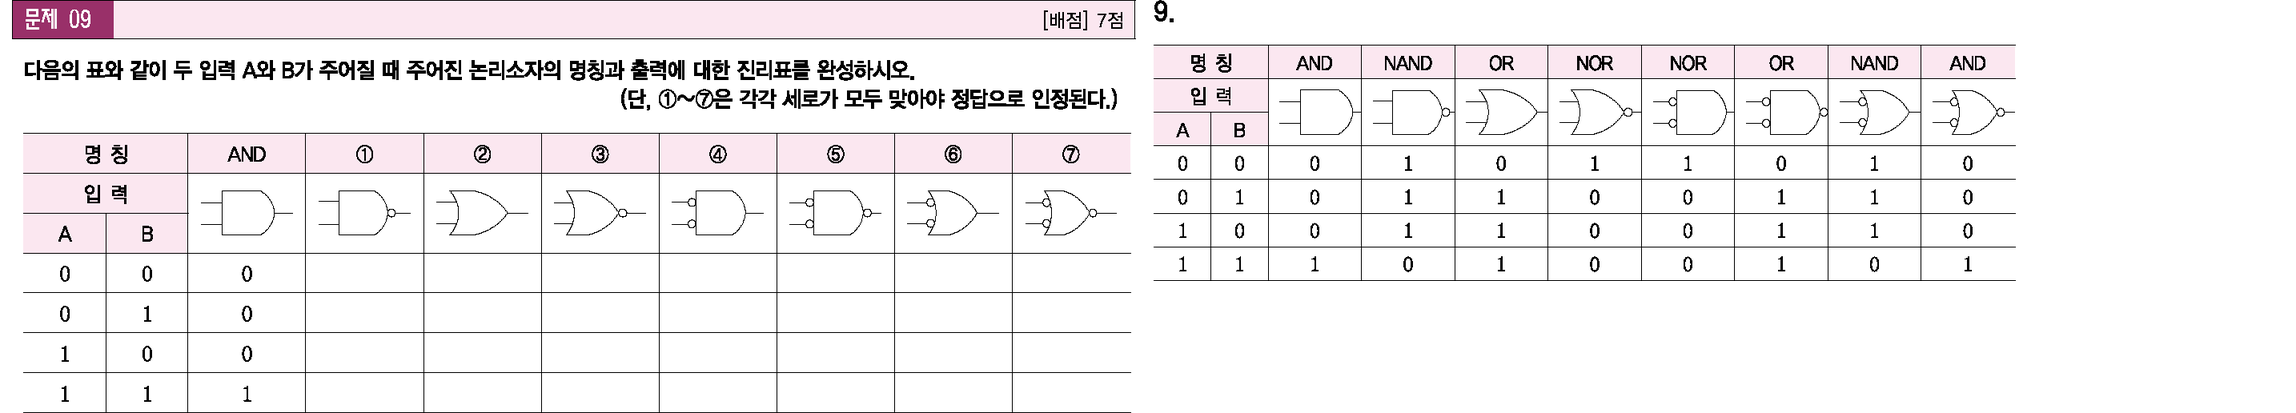 문제 09
[배점] 7점
다음의 표와 같이 두 입력 A와 B가 주어질 때 주어진 논리소자의 명칭과 출력에 대한 진리표를 완성하시오.
(단, ①~⑦은 각각 세로가 모두 맞아야 정답으로 인정된다.)
명 칭 AND ① ② ③ ④ ⑤ ⑥ ⑦
입 력
A B
0 0 0
0 1 0
1 0 0
1 1 1
9.
명 칭 AND NAND OR NOR NOR OR NAND AND
입 력
A B
0 0 0 1 0 1 1 0 1 0
0 1 0 1 1 0 0 1 1 0
1 0 0 1 1 0 0 1 1 0
1 1 1 0 1 0 0 1 0 1